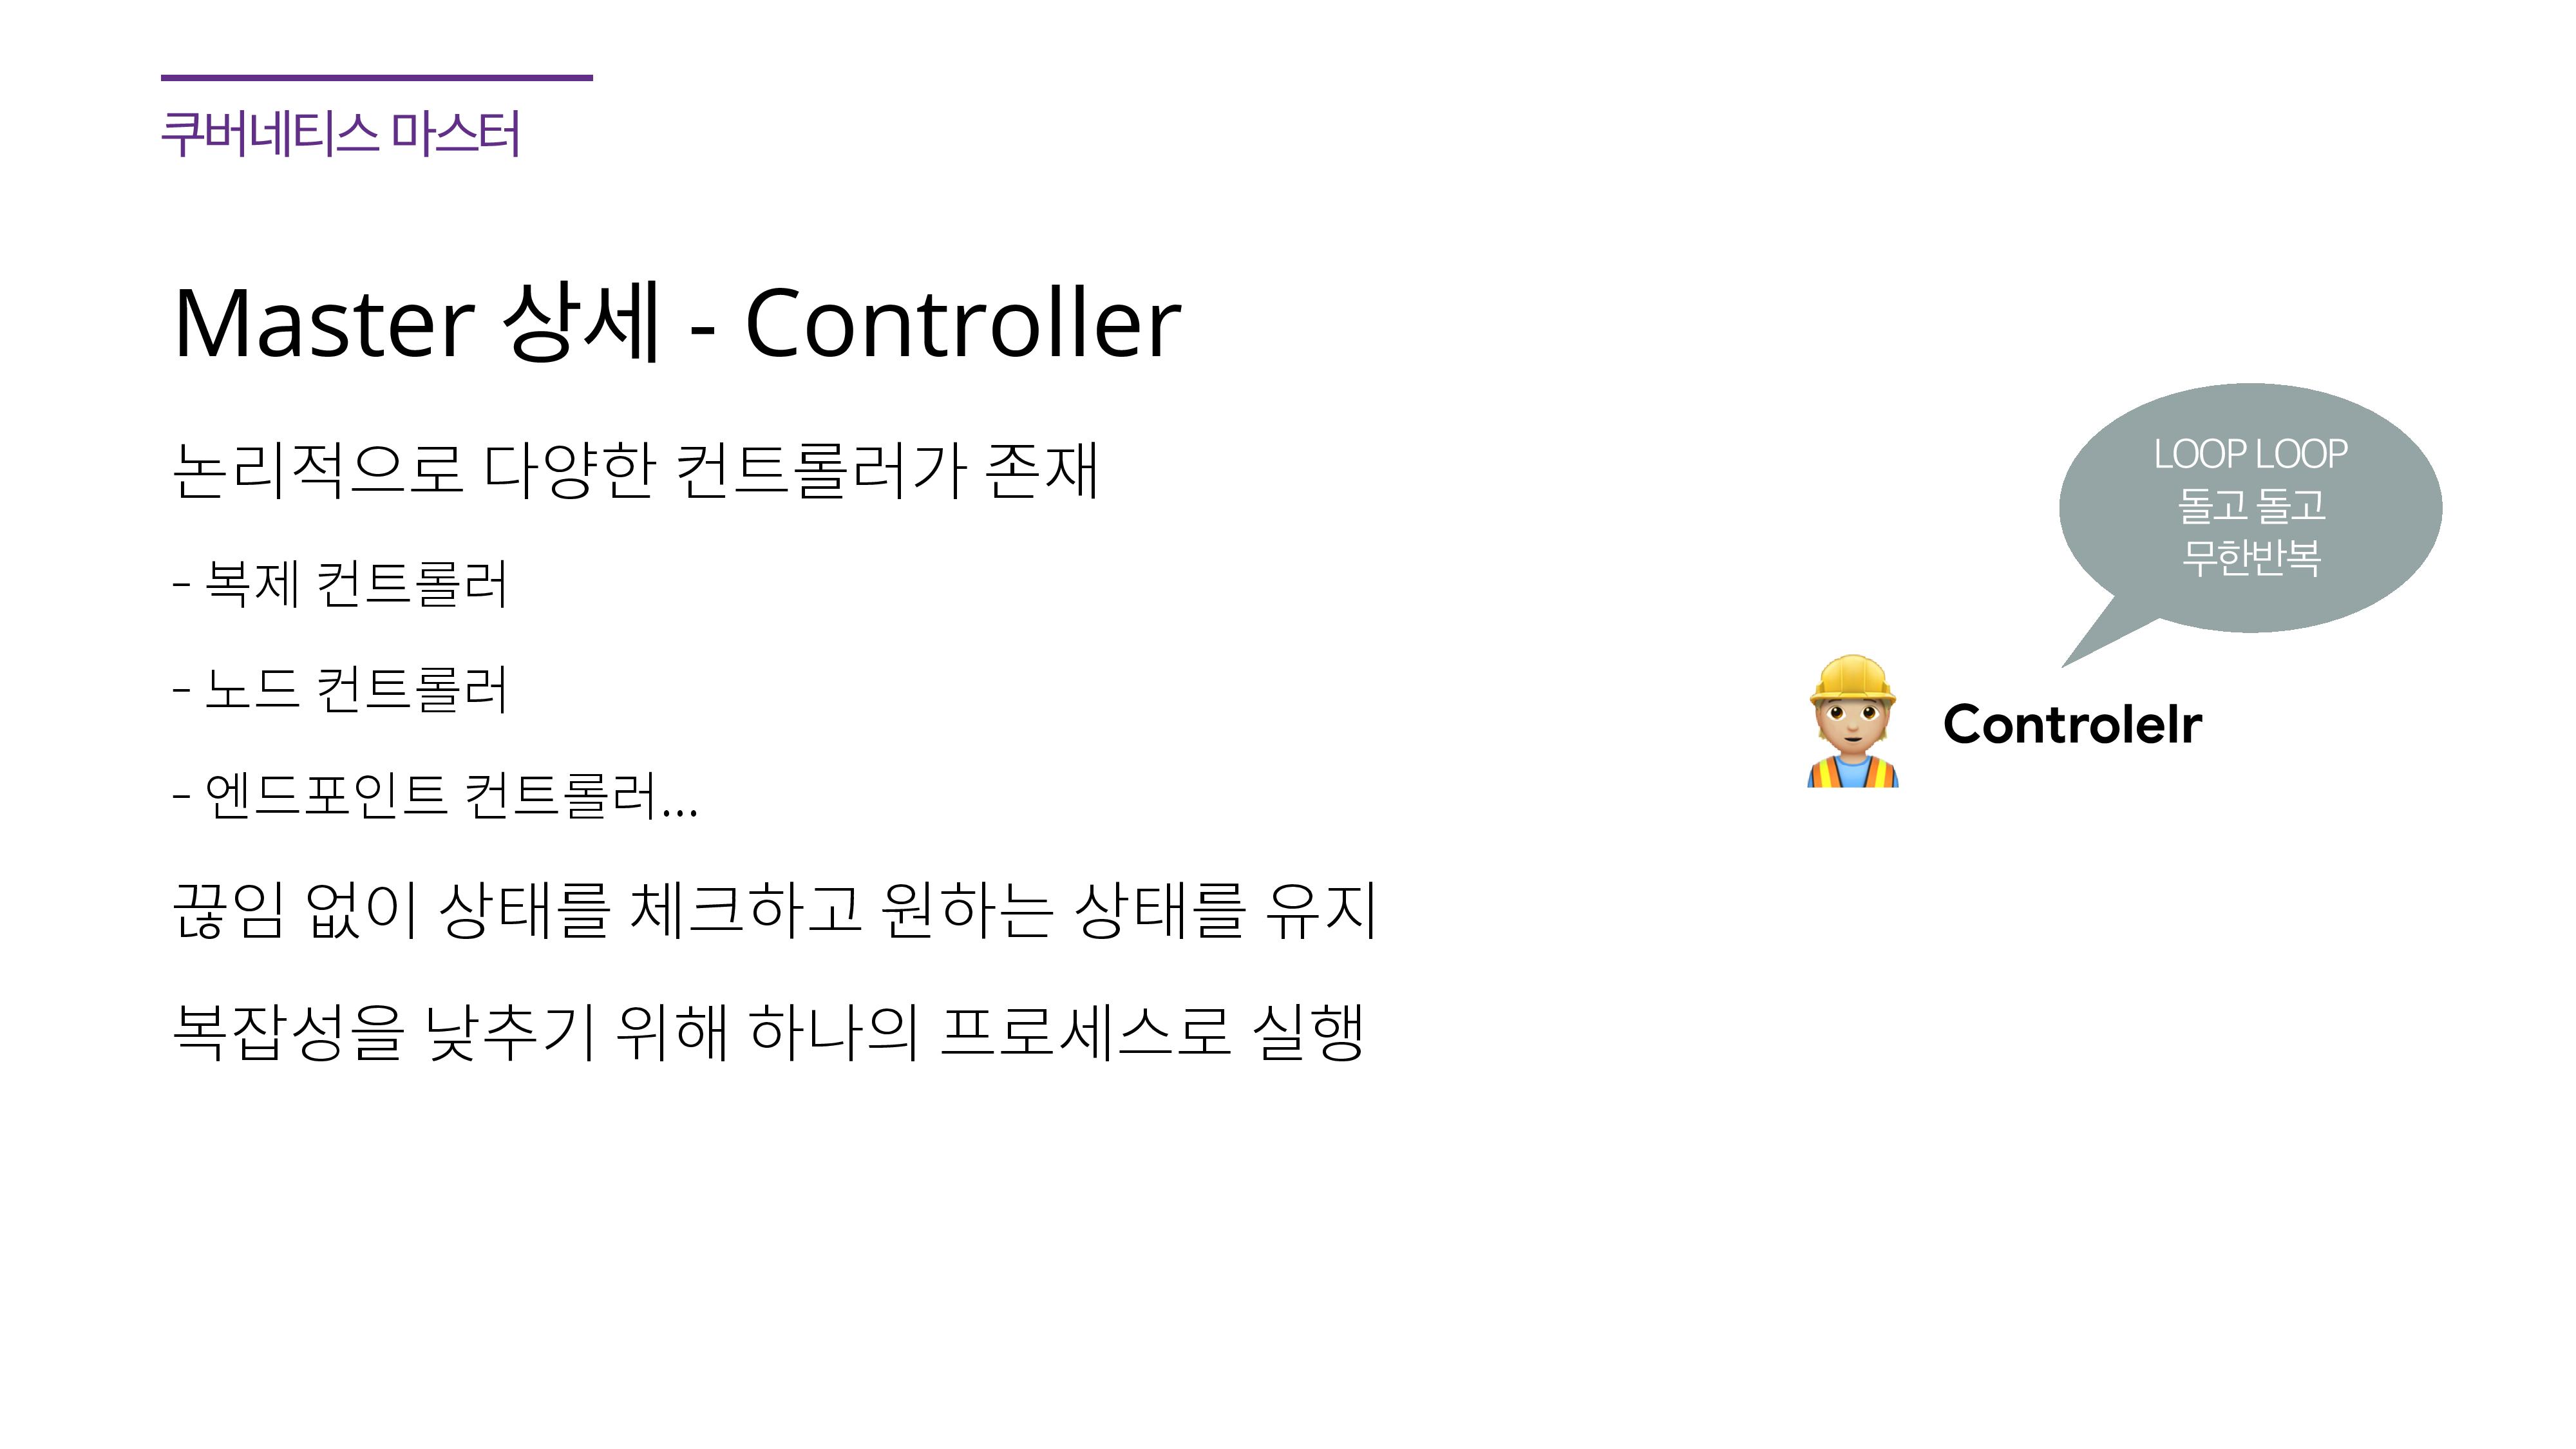 쿠버네티스 마스터
Master 상세 - Controller
논리적으로 다양한 컨트롤러가 존재
- 복제 컨트롤러
- 노드 컨트롤러
- 엔드포인트 컨트롤러...
끊임 없이 상태를 체크하고 원하는 상태를 유지
복잡성을 낮추기 위해 하나의 프로세스로 실행
LOOP LOOP
돌고 돌고
무한반복
Controlelr